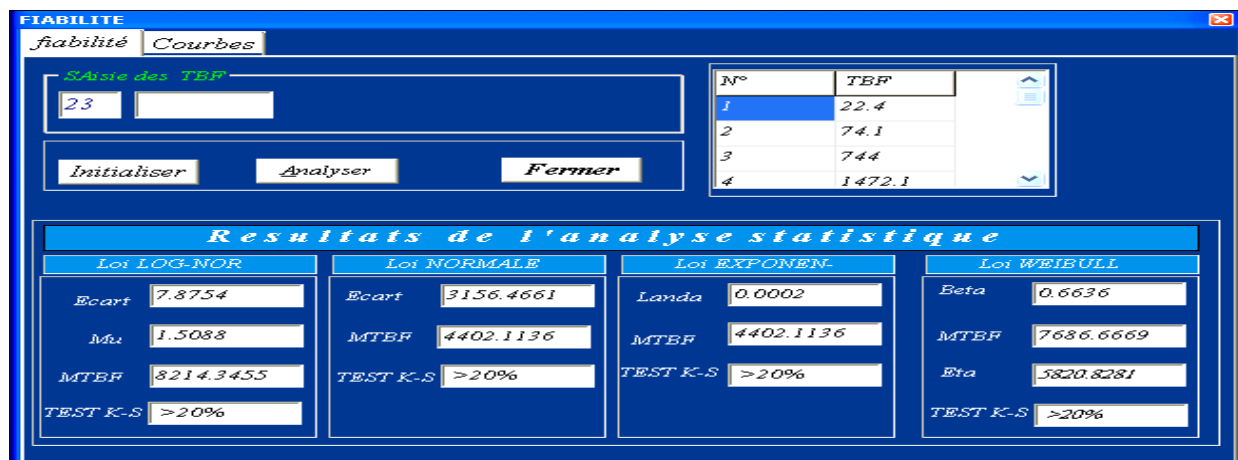 FIABILITE
fiabilité Courbes
SAisie des TBF
23
N° TBF
1 22.4
2 74.1
3 744
4 1472.1
Initialiser Analyser Fermer
Resultats de l'analyse statistique
Loi LOG-NOR
Ecart 7.8754
Mu 1.5088
MTBF 8214.3455
TEST K-S >20%
Loi NORMALE
Ecart 3156.4661
MTBF 4402.1136
TEST K-S >20%
Loi EXPONEN-
Landa 0.0002
MTBF 4402.1136
TEST K-S >20%
Loi WEIBULL
Beta 0.6636
MTBF 7686.6669
Eta 5820.8281
TEST K-S >20%